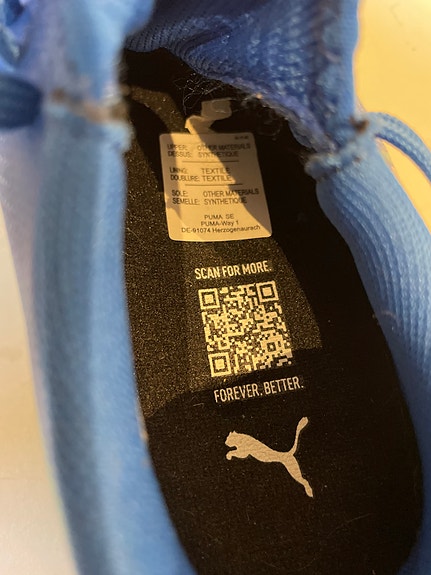 UPPER: OTHER MATERIALS
DESSUS: SYNTHETIQUE
LINING: TEXTILE
DOUBLURE: TEXTILE
SOLE: OTHER MATERIALS
SEMELLE: SYNTHETIQUE
PUMA SE
PUMA-Way 1
DE-91074 Herzogenaurach
SCAN FOR MORE.
FOREVER. BETTER.